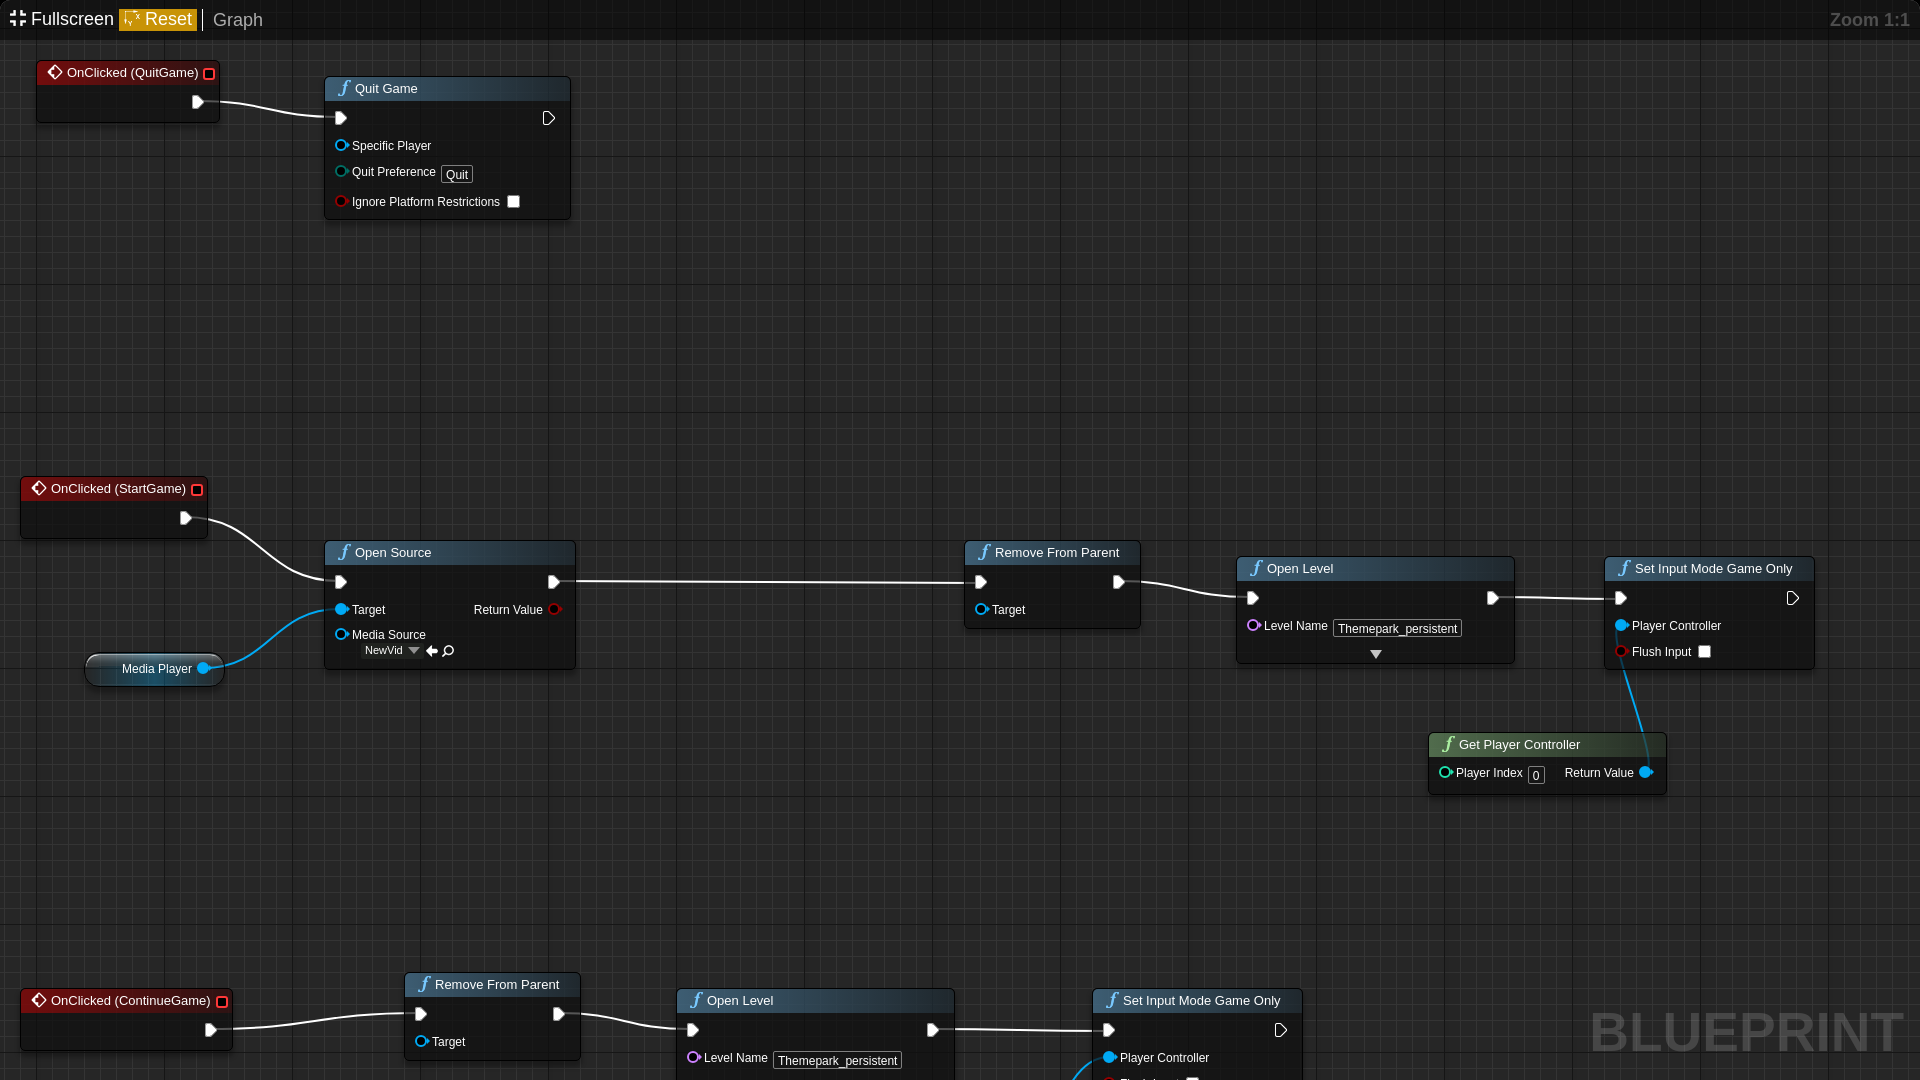 Fullscreen Reset Graph Zoom 1:1
OnClicked (QuitGame)
Quit Game
Specific Player
Quit Preference Quit
Ignore Platform Restrictions
OnClicked (StartGame)
Open Source
Target Return Value
Media Source
NewVid
Media Player
Remove From Parent
Target
Open Level
Level Name Themepark_persistent
Set Input Mode Game Only
Player Controller
Flush Input
Get Player Controller
Player Index 0 Return Value
OnClicked (ContinueGame)
Remove From Parent
Target
Open Level
Level Name Themepark_persistent
Set Input Mode Game Only
Player Controller
BLUEPRINT